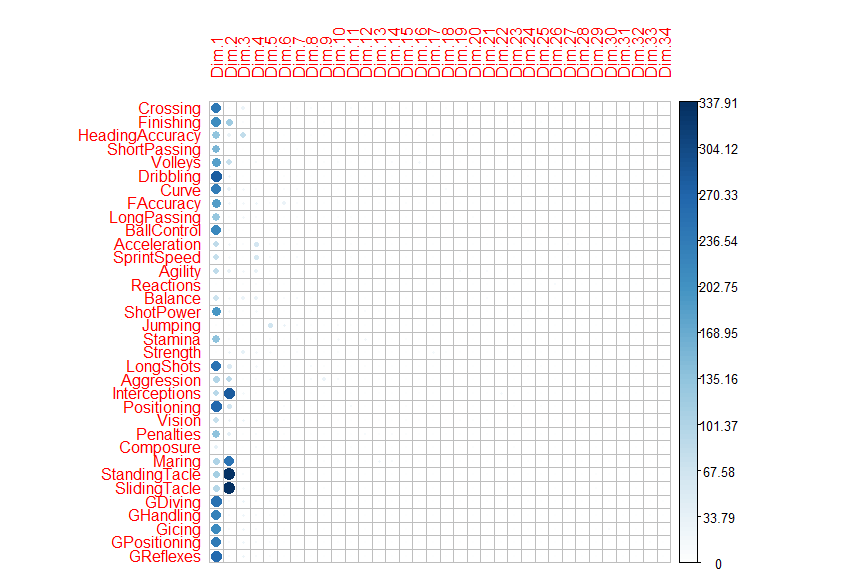 Dim.1 Dim.2 Dim.3 Dim.4 Dim.5 Dim.6 Dim.7 Dim.8 Dim.9 Dim.10 Dim.11 Dim.12 Dim.13 Dim.14 Dim.15 Dim.16 Dim.17 Dim.18 Dim.19 Dim.20 Dim.21 Dim.22 Dim.23 Dim.24 Dim.25 Dim.26 Dim.27 Dim.28 Dim.29 Dim.30 Dim.31 Dim.32 Dim.33 Dim.34
Crossing
Finishing
HeadingAccuracy
ShortPassing
Volleys
Dribbling
Curve
FAccuracy
LongPassing
BallControl
Acceleration
SprintSpeed
Agility
Reactions
Balance
ShotPower
Jumping
Stamina
Strength
LongShots
Aggression
Interceptions
Positioning
Vision
Penalties
Composure
Maring
StandingTacle
SlidingTacle
GDiving
GHandling
Gicing
GPositioning
GReflexes
337.91
304.12
270.33
236.54
202.75
168.95
135.16
101.37
67.58
33.79
0